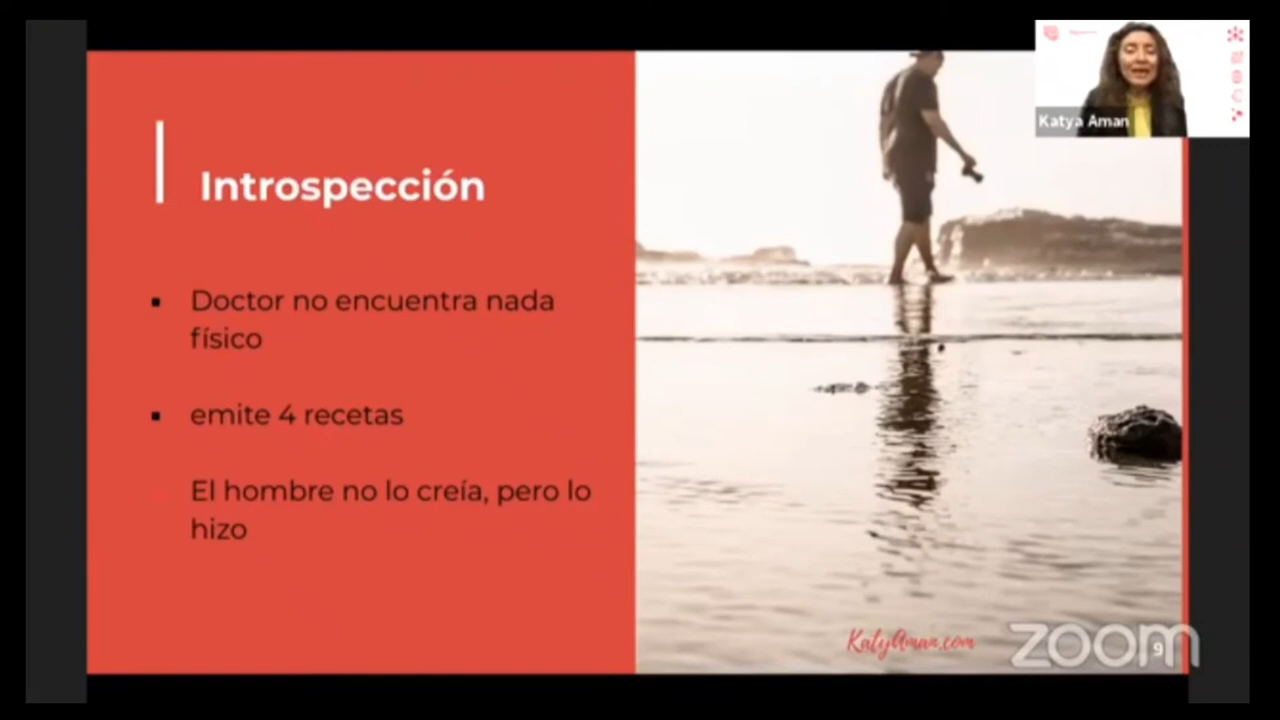 Katya Aman
Introspección
Doctor no encuentra nada
físico
emite 4 recetas
El hombre no lo creía, pero lo
hizo
KatyAman.com
zoom
9